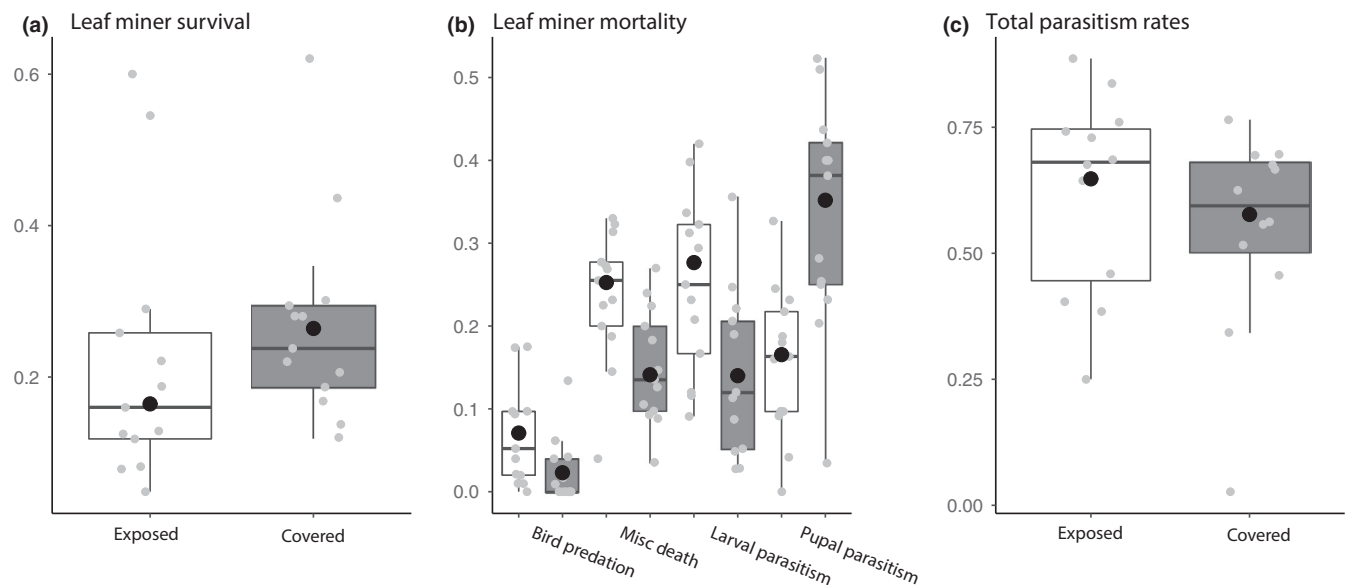 (a) Leaf miner survival
0.6
0.4
0.2
Exposed
Covered
(b) Leaf miner mortality
0.5
0.4
0.3
0.2
0.1
0.0
Bird predation
Misc death
Larval parasitism
Pupal parasitism
(c) Total parasitism rates
0.75
0.50
0.25
0.00
Exposed
Covered